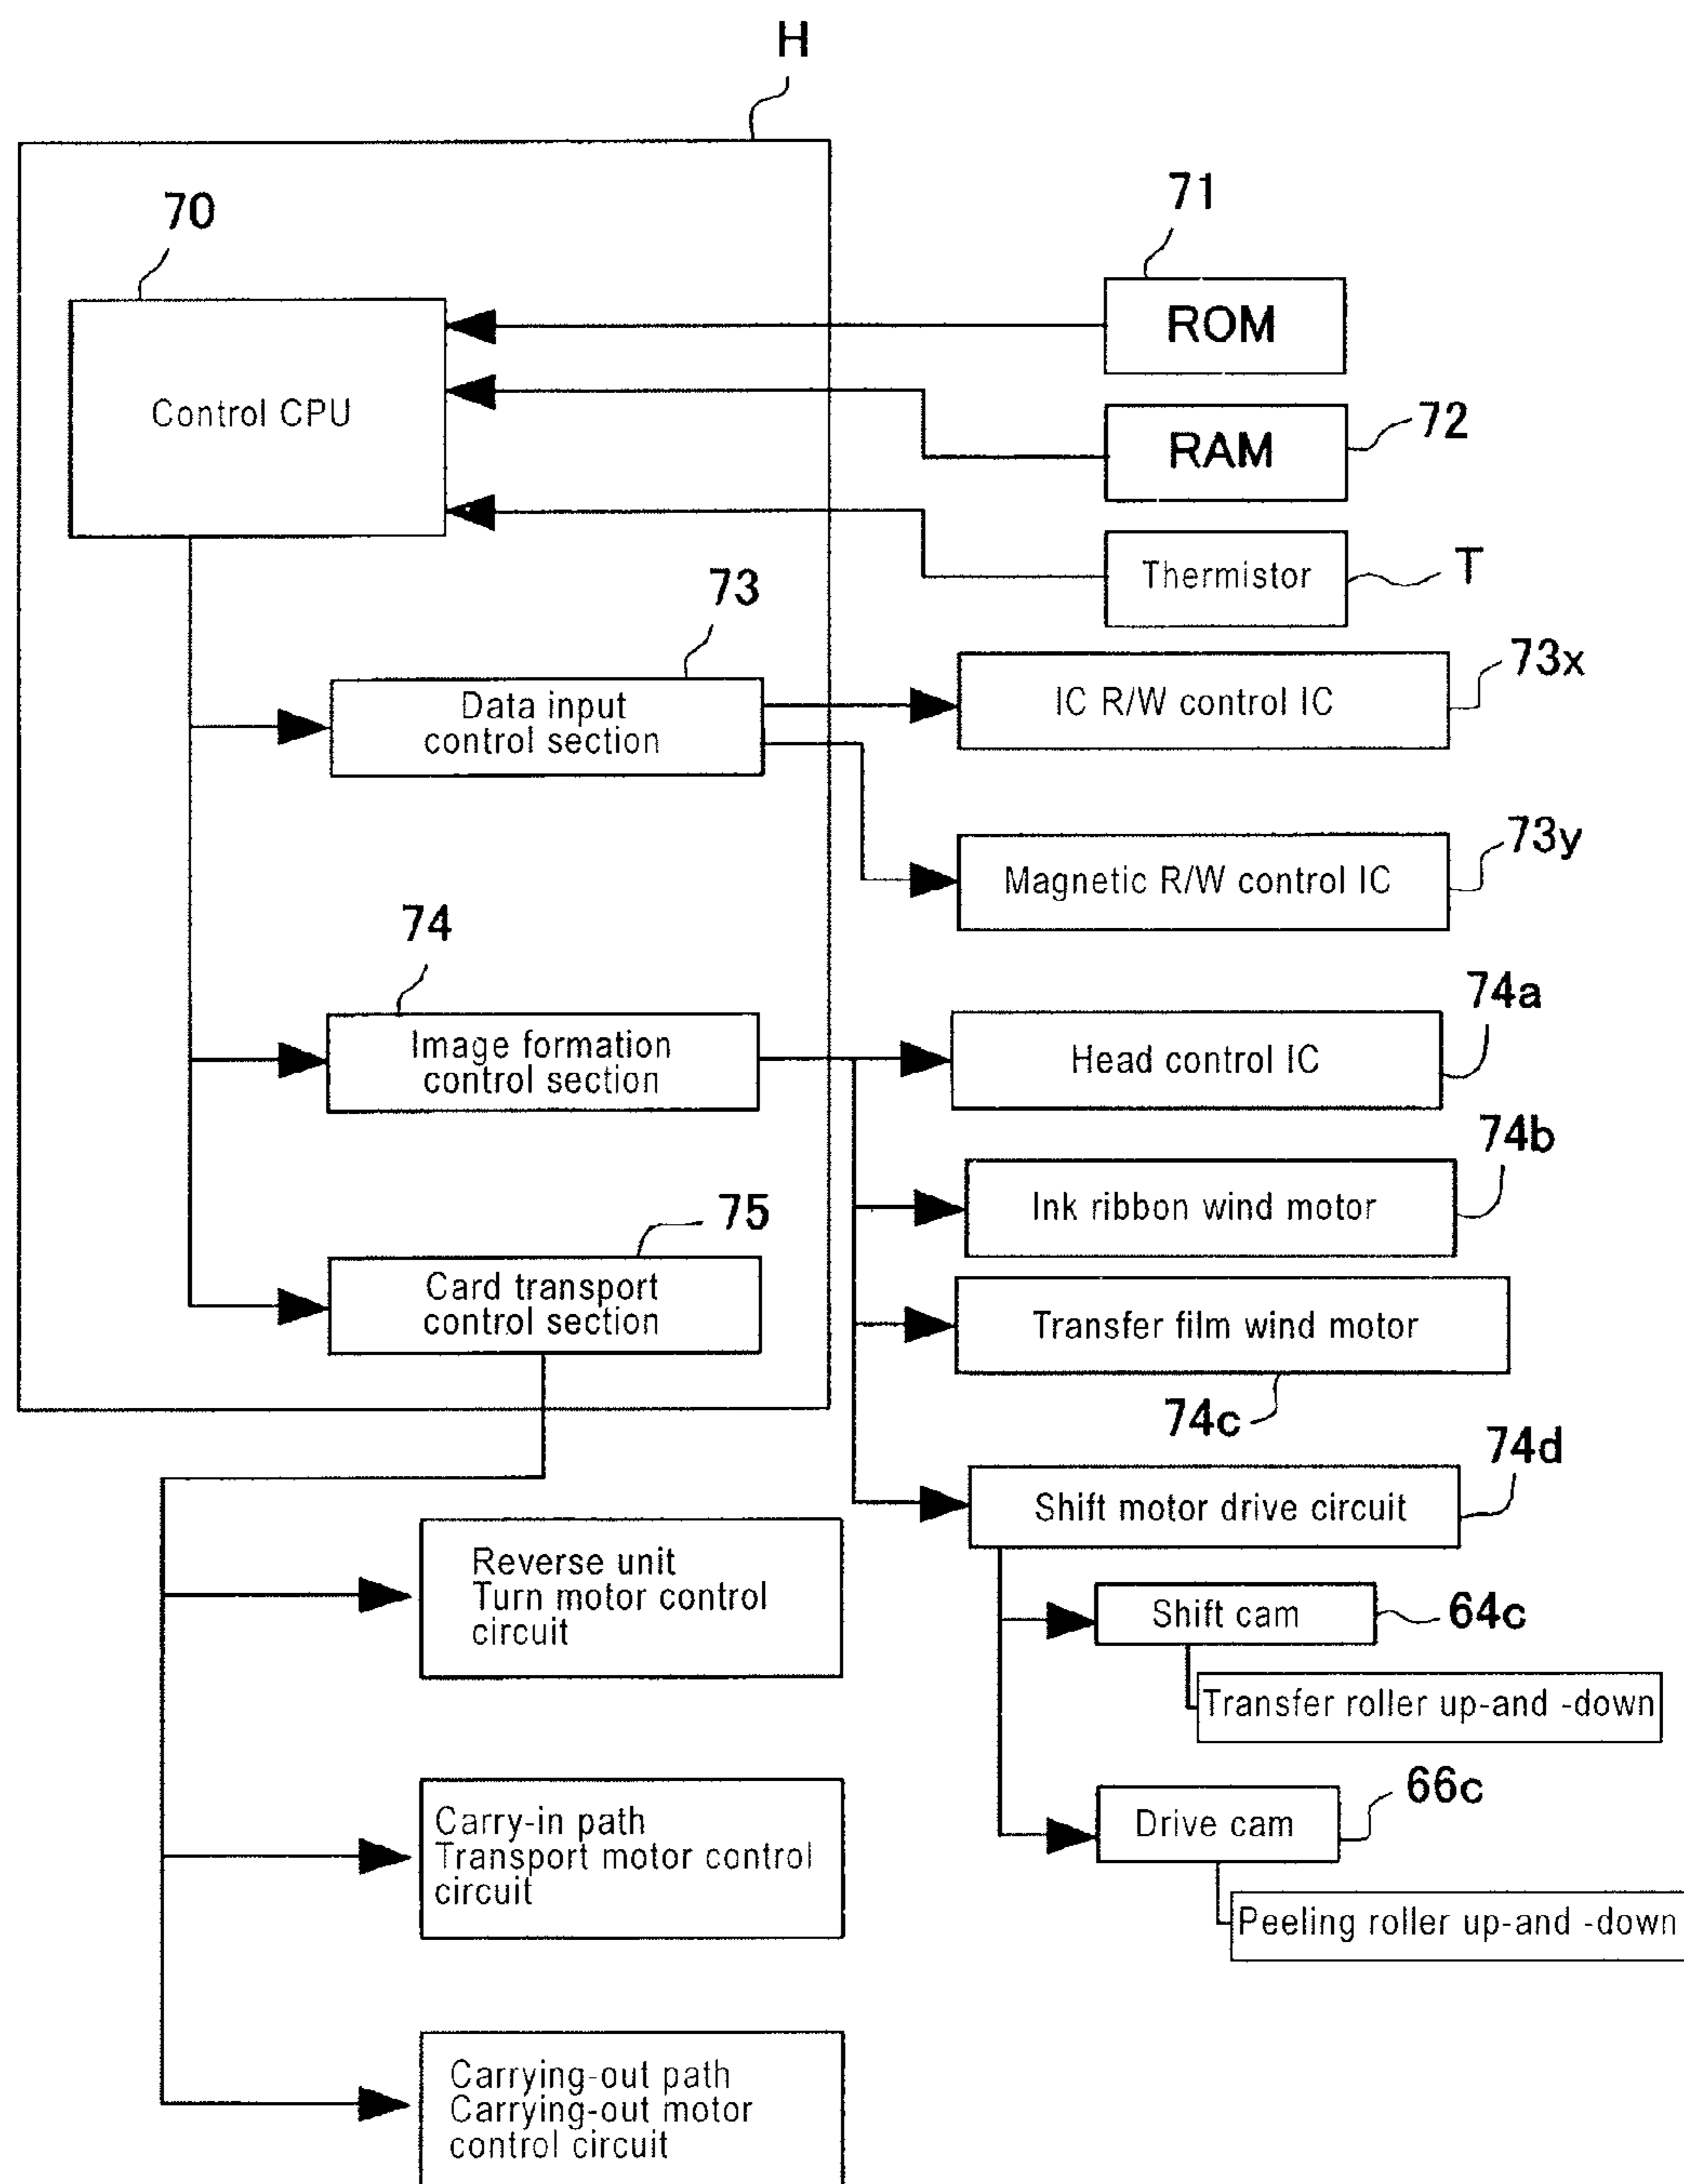 H
70
71
ROM
Control CPU
RAM
72
Thermistor
T
73
Data input
control section
IC R/W control IC
73x
Magnetic R/W control IC
73y
74
Image formation
control section
Head control IC
74a
74b
Ink ribbon wind motor
75
Card transport
control section
Transfer film wind motor
74c
74d
Shift motor drive circuit
Reverse unit
Turn motor control
circuit
Shift cam
64c
Transfer roller up-and -down
Carry-in path
Transport motor control
circuit
Drive cam
66c
Peeling roller up-and -down
Carrying-out path
Carrying-out motor
control circuit